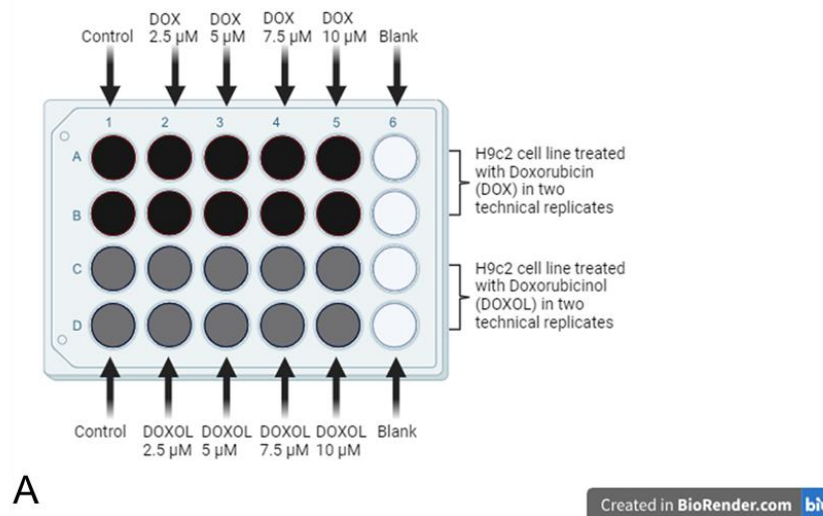 Control
DOX
2.5 µM
DOX
5 µM
DOX
7.5 µM
DOX
10 µM
Blank
1 2 3 4 5 6
A
B
C
D
H9c2 cell line treated
with Doxorubicin
(DOX) in two
technical replicates
H9c2 cell line treated
with Doxorubicinol
(DOXOL) in two
technical replicates
Control
DOXOL
2.5 µM
DOXOL
5 µM
DOXOL
7.5 µM
DOXOL
10 µM
Blank
A
Created in BioRender.com